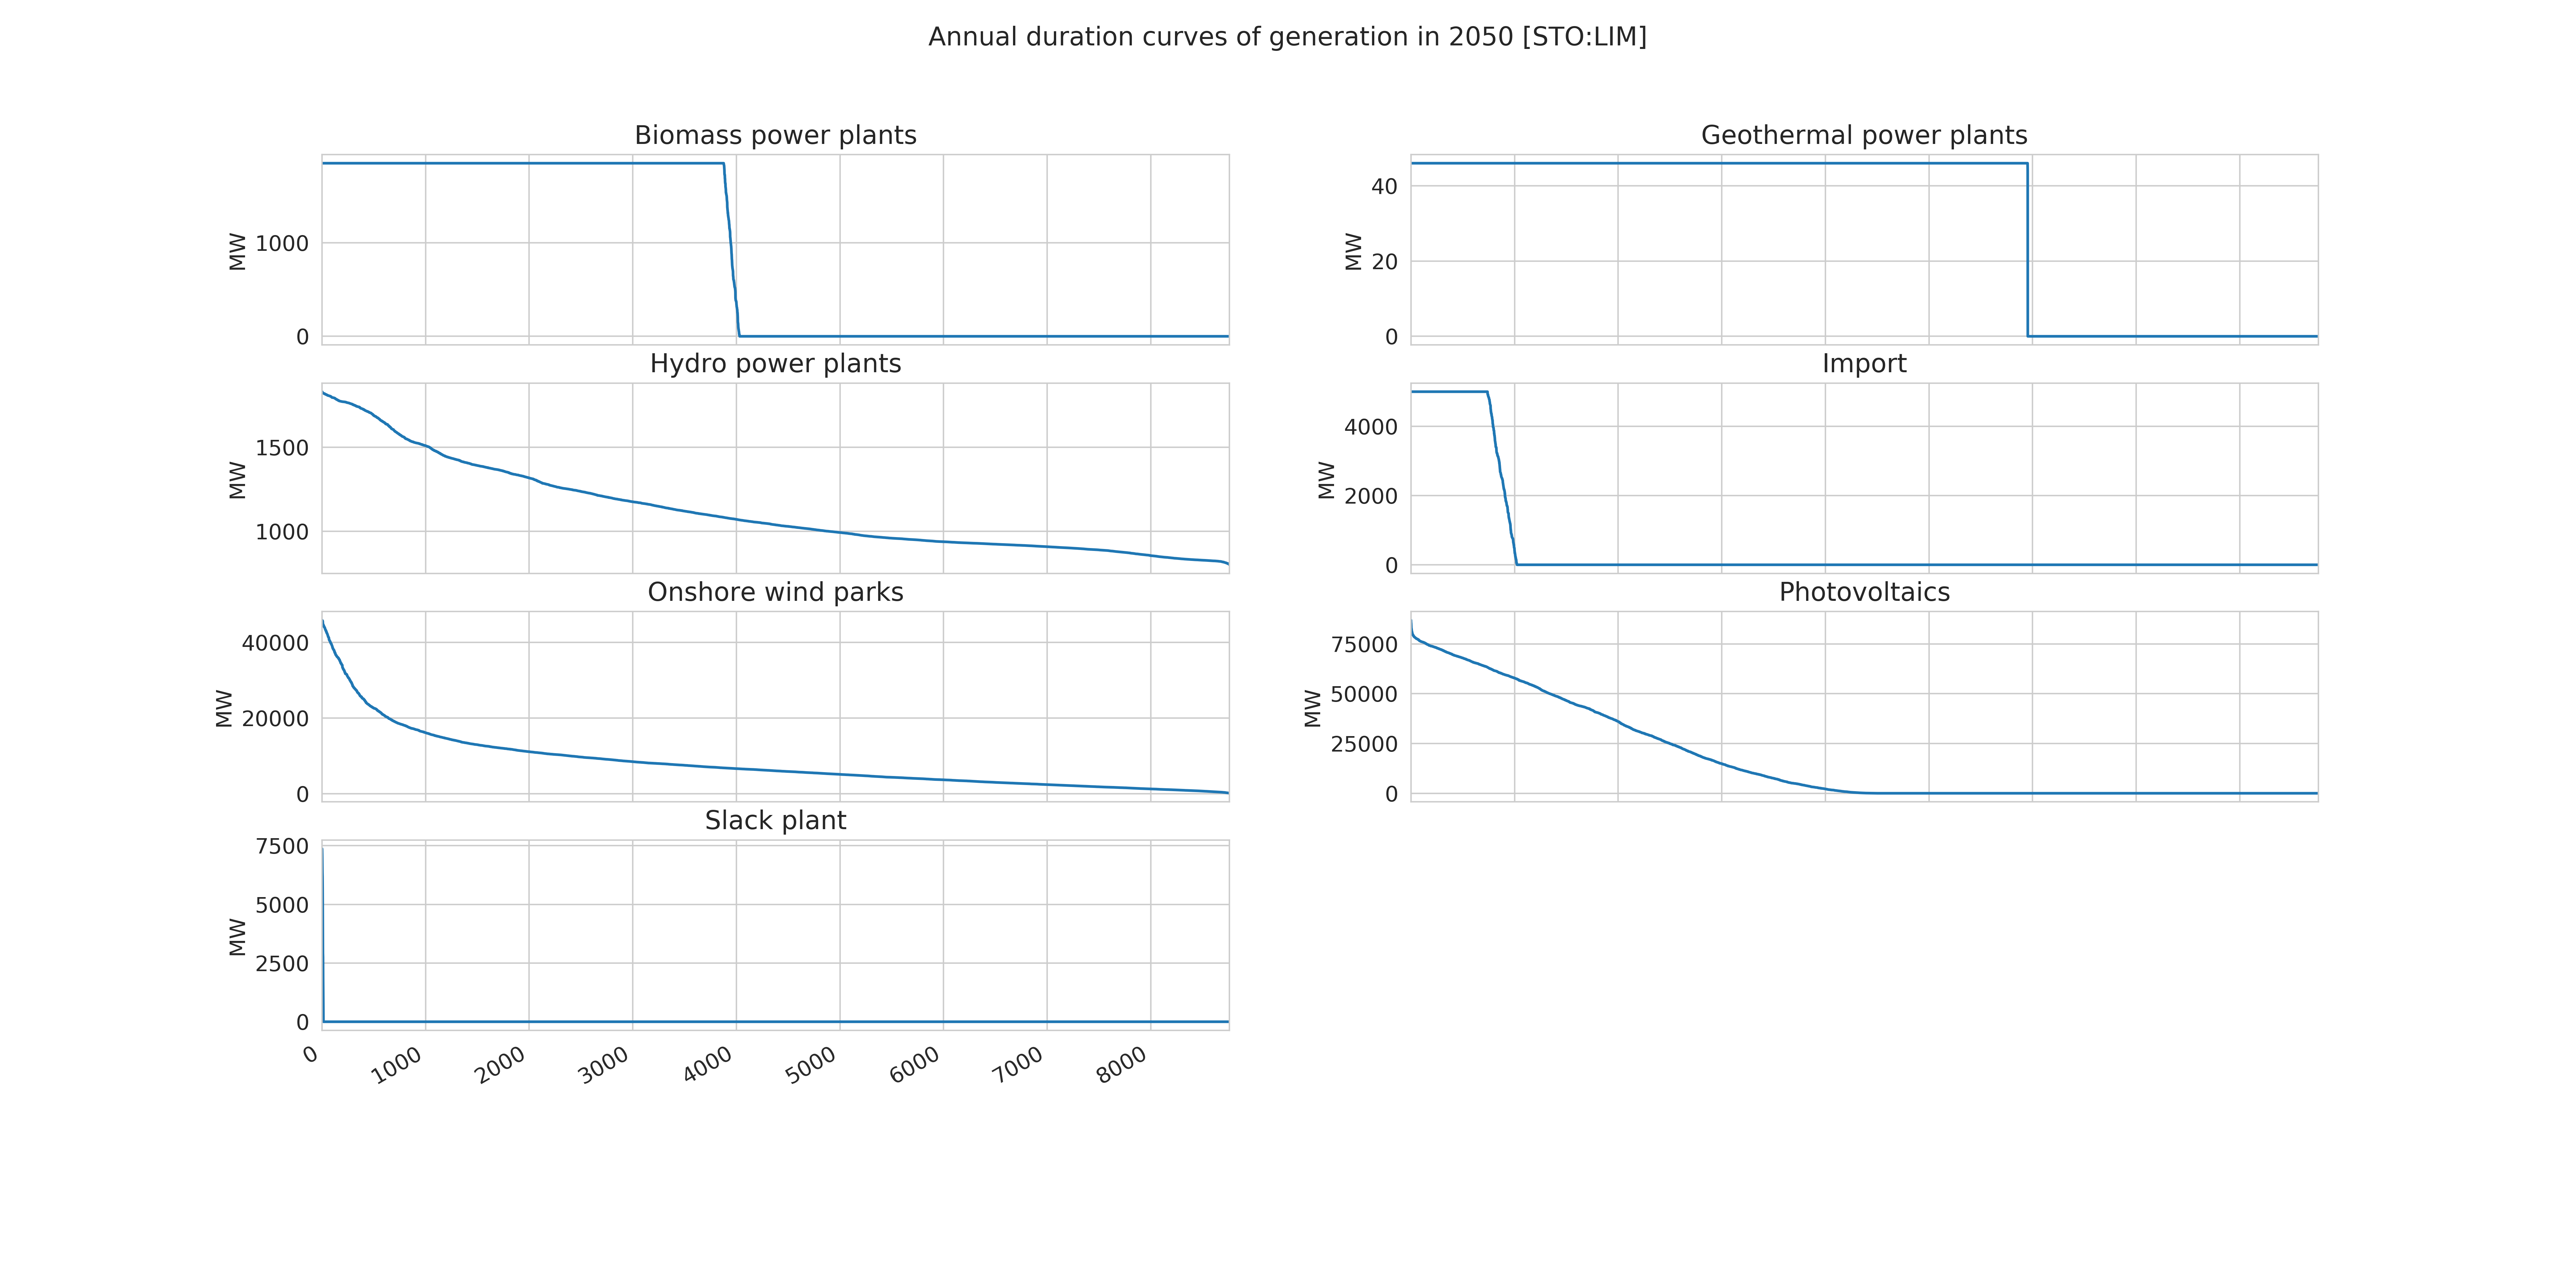 Annual duration curves of generation in 2050 [STO:LIM]
Biomass power plants
MW
1000
0
Geothermal power plants
MW
40
20
0
Hydro power plants
MW
1500
1000
Import
MW
4000
2000
0
Onshore wind parks
MW
40000
20000
0
Photovoltaics
MW
75000
50000
25000
0
Slack plant
MW
7500
5000
2500
0
0 1000 2000 3000 4000 5000 6000 7000 8000